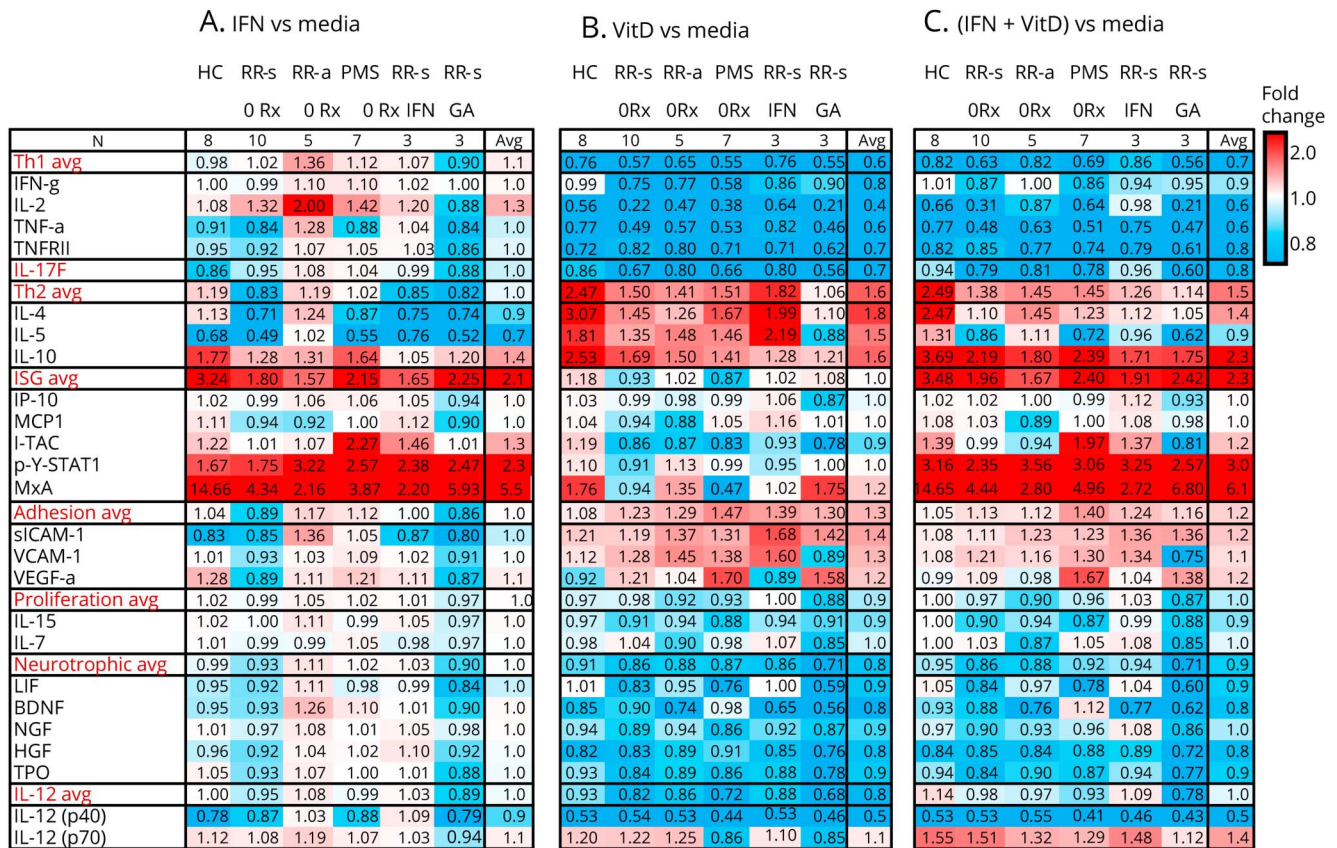 A. IFN vs media B. VitD vs media C. (IFN + VitD) vs media
HC RR-s RR-a PMS RR-s RR-s HC RR-s RR-a PMS RR-s RR-s HC RR-s RR-a PMS RR-s RR-s
0 Rx 0 Rx 0 Rx IFN GA 0Rx 0Rx 0Rx IFN GA 0Rx 0Rx 0Rx IFN GA
Fold
change
N 8 10 5 7 3 3 Avg 8 10 5 7 3 3 Avg 8 10 5 7 3 3 Avg
2.0
1.0
0.8
Th1 avg 0.98 1.02 1.36 1.12 1.07 0.90 1.1 0.76 0.57 0.65 0.55 0.76 0.55 0.6 0.82 0.63 0.82 0.69 0.86 0.56 0.7
IFN-g 1.00 0.99 1.10 1.10 1.02 1.00 1.0 0.99 0.75 0.77 0.58 0.86 0.90 0.8 1.01 0.87 1.00 0.86 0.94 0.95 0.9
IL-2 1.08 1.32 2.00 1.42 1.20 0.88 1.3 0.56 0.22 0.47 0.38 0.64 0.21 0.4 0.66 0.31 0.87 0.64 0.98 0.21 0.6
TNF-a 0.91 0.84 1.28 0.88 1.04 0.84 1.0 0.77 0.49 0.57 0.53 0.82 0.46 0.6 0.77 0.48 0.63 0.51 0.75 0.47 0.6
TNFRII 0.95 0.92 1.07 1.05 1.03 0.86 1.0 0.72 0.82 0.80 0.71 0.71 0.62 0.7 0.82 0.85 0.77 0.74 0.79 0.61 0.8
IL-17F 0.86 0.95 1.08 1.04 0.99 0.88 1.0 0.86 0.67 0.80 0.66 0.80 0.56 0.7 0.94 0.79 0.81 0.78 0.96 0.60 0.8
Th2 avg 1.19 0.83 1.19 1.02 0.85 0.82 1.0 2.47 1.50 1.41 1.51 1.82 1.06 1.6 2.49 1.38 1.45 1.45 1.26 1.14 1.5
IL-4 1.13 0.71 1.24 0.87 0.75 0.74 0.9 3.07 1.45 1.26 1.67 1.99 1.10 1.8 2.47 1.10 1.45 1.23 1.12 1.05 1.4
IL-5 0.68 0.49 1.02 0.55 0.76 0.52 0.7 1.81 1.35 1.48 1.46 2.19 0.88 1.5 1.31 0.86 1.11 0.72 0.96 0.62 0.9
IL-10 1.77 1.28 1.31 1.64 1.05 1.20 1.4 2.53 1.69 1.50 1.41 1.28 1.21 1.6 3.69 2.19 1.80 2.39 1.71 1.75 2.3
ISG avg 3.24 1.80 1.57 2.15 1.65 2.25 2.1 1.18 0.93 1.02 0.87 1.02 1.08 1.0 3.48 1.96 1.67 2.40 1.91 2.42 2.3
IP-10 1.02 0.99 1.06 1.06 1.05 0.94 1.0 1.03 0.99 0.98 0.99 1.06 0.87 1.0 1.02 1.02 1.00 0.99 1.12 0.93 1.0
MCP1 1.11 0.94 0.92 1.00 1.12 0.90 1.0 1.04 0.94 0.88 1.05 1.16 1.01 1.0 1.08 1.03 0.89 1.00 1.08 0.98 1.0
I-TAC 1.22 1.01 1.07 2.27 1.46 1.01 1.3 1.19 0.86 0.87 0.83 0.93 0.78 0.9 1.39 0.99 0.94 1.97 1.37 0.81 1.2
p-Y-STAT1 1.67 1.75 3.22 2.57 2.38 2.47 2.3 1.10 0.91 1.13 0.99 0.95 1.00 1.0 3.16 2.35 3.56 3.06 3.25 2.57 3.0
MxA 14.66 4.34 2.16 3.87 2.20 5.93 5.5 1.76 0.94 1.35 0.47 1.02 1.75 1.2 14.65 4.44 2.80 4.96 2.72 6.80 6.1
Adhesion avg 1.04 0.89 1.17 1.12 1.00 0.86 1.0 1.08 1.23 1.29 1.47 1.39 1.30 1.3 1.05 1.13 1.12 1.40 1.24 1.16 1.2
sICAM-1 0.83 0.85 1.36 1.05 0.87 0.80 1.0 1.21 1.19 1.37 1.31 1.68 1.42 1.4 1.08 1.11 1.23 1.23 1.36 1.36 1.2
VCAM-1 1.01 0.93 1.03 1.09 1.02 0.91 1.0 1.12 1.28 1.45 1.38 1.60 0.89 1.3 1.08 1.21 1.16 1.30 1.34 0.75 1.1
VEGF-a 1.28 0.89 1.11 1.21 1.11 0.87 1.1 0.92 1.21 1.04 1.70 0.89 1.58 1.2 0.99 1.09 0.98 1.67 1.04 1.38 1.2
Proliferation avg 1.02 0.99 1.05 1.02 1.01 0.97 1.0 0.97 0.98 0.92 0.93 1.00 0.88 0.9 1.00 0.97 0.90 0.96 1.03 0.87 1.0
IL-15 1.02 1.00 1.11 0.99 1.05 0.97 1.0 0.97 0.91 0.94 0.88 0.94 0.91 0.9 1.00 0.90 0.94 0.87 0.99 0.88 0.9
IL-7 1.01 0.99 0.99 1.05 0.98 0.97 1.0 0.98 1.04 0.90 0.98 1.07 0.85 1.0 1.00 1.03 0.87 1.05 1.08 0.85 1.0
Neurotrophic avg 0.99 0.93 1.11 1.02 1.03 0.90 1.0 0.91 0.86 0.88 0.87 0.86 0.71 0.8 0.95 0.86 0.88 0.92 0.94 0.71 0.9
LIF 0.95 0.92 1.11 0.98 0.99 0.84 1.0 1.01 0.83 0.95 0.76 1.00 0.59 0.9 1.05 0.84 0.97 0.78 1.04 0.60 0.9
BDNF 0.95 0.93 1.26 1.10 1.01 0.90 1.0 0.85 0.90 0.74 0.98 0.65 0.56 0.8 0.93 0.88 0.76 1.12 0.77 0.62 0.8
NGF 1.01 0.97 1.08 1.01 1.05 0.98 1.0 0.94 0.89 0.94 0.86 0.92 0.87 0.9 0.97 0.90 0.93 0.96 1.08 0.86 1.0
HGF 0.96 0.92 1.04 1.02 1.10 0.92 1.0 0.82 0.83 0.89 0.91 0.85 0.76 0.8 0.84 0.85 0.84 0.88 0.89 0.72 0.8
TPO 1.05 0.93 1.07 1.00 1.01 0.88 1.0 0.93 0.84 0.89 0.86 0.88 0.78 0.9 0.94 0.84 0.90 0.87 0.94 0.77 0.9
IL-12 avg 1.00 0.95 1.08 0.99 1.03 0.89 1.0 0.93 0.82 0.86 0.72 0.88 0.68 0.8 1.14 0.98 0.97 0.93 1.09 0.78 1.0
IL-12 (p40) 0.78 0.87 1.03 0.88 1.09 0.79 0.9 0.53 0.54 0.53 0.44 0.53 0.46 0.5 0.53 0.53 0.55 0.41 0.46 0.43 0.5
IL-12 (p70) 1.12 1.08 1.19 1.07 1.03 0.94 1.1 1.20 1.22 1.25 0.86 1.10 0.85 1.1 1.55 1.51 1.32 1.29 1.48 1.12 1.4